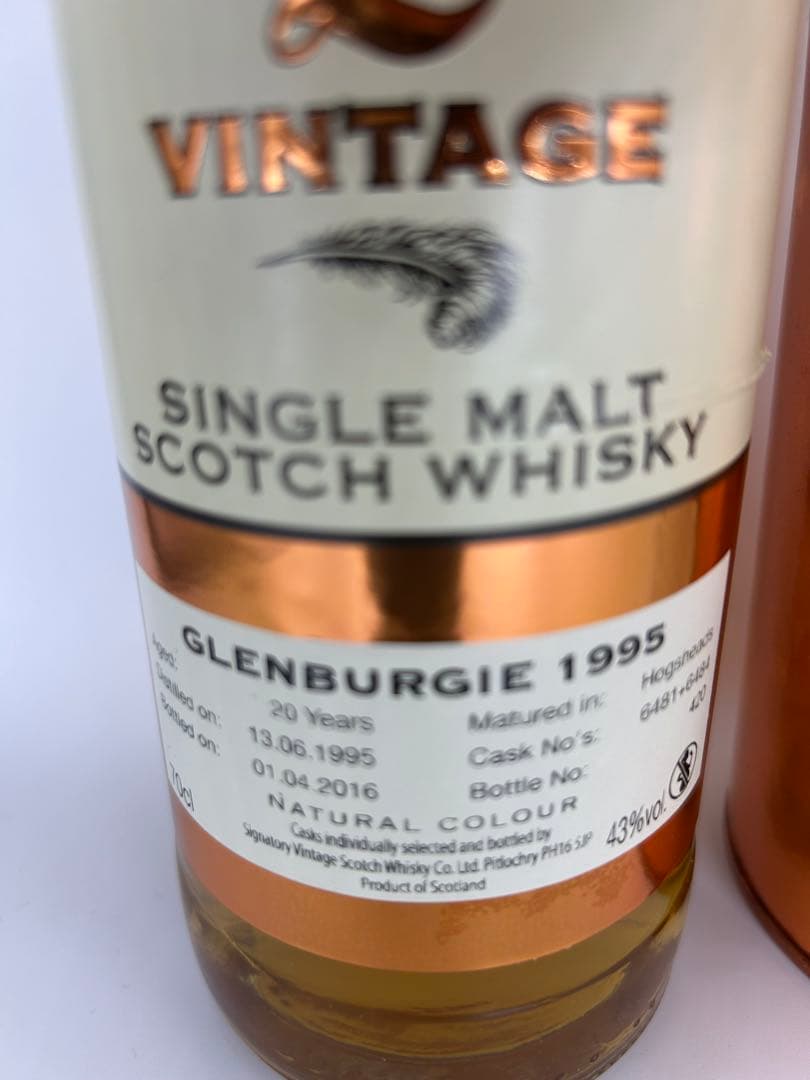 VINTAGE
SINGLE MALT
SCOTCH WHISKY
GLENBURGIE 1995
Aged: 20 Years
Distilled on: 13.06.1995
Bottled on: 01.04.2016
Matured in: Hogsheads
Cask No's: 6481+6484
Bottle No: 420
NATURAL COLOUR
70cl
43%vol.
Casks individually selected and bottled by
Signatory Vintage Scotch Whisky Co. Ltd. Pitlochry PH16 5JP
Product of Scotland